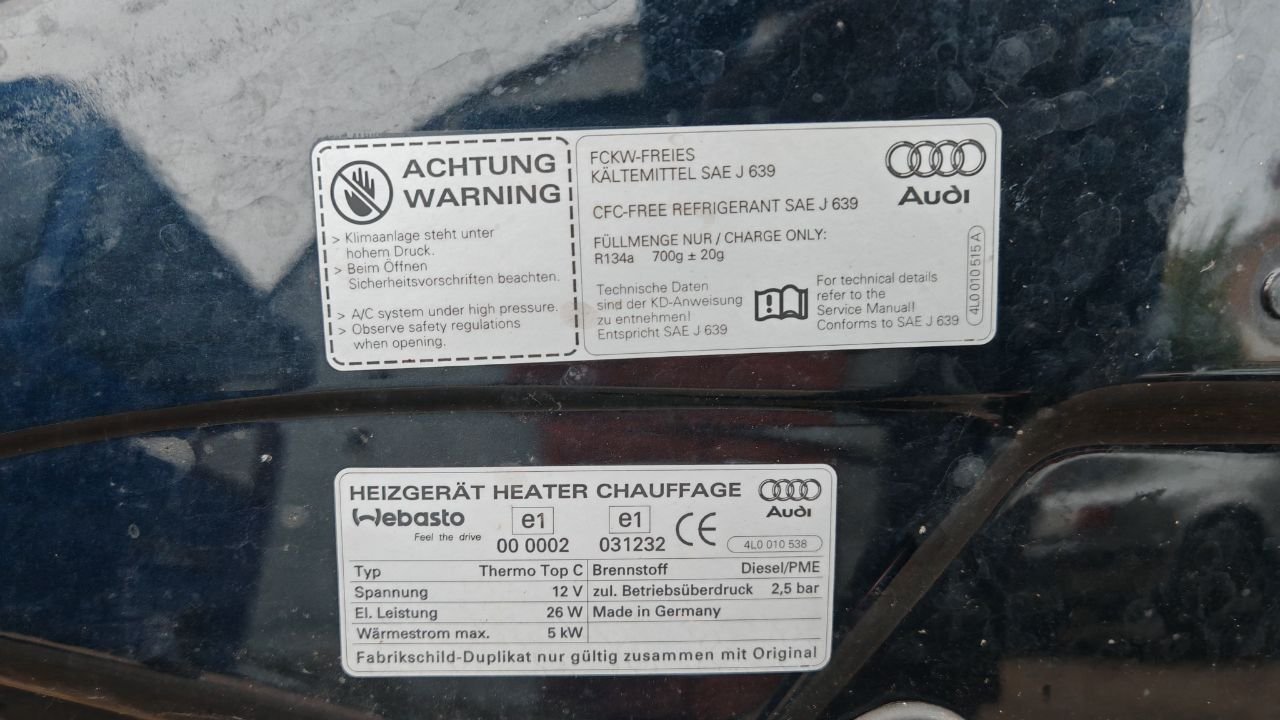 ACHTUNG
WARNING
> Klimaanlage steht unter
hohem Druck.
> Beim Öffnen
Sicherheitsvorschriften beachten.
> A/C system under high pressure.
> Observe safety regulations
when opening.
FCKW-FREIES
KÄLTEMITTEL SAE J 639
CFC-FREE REFRIGERANT SAE J 639
FÜLLMENGE NUR / CHARGE ONLY:
R134a 700g ± 20g
Technische Daten
sind der KD-Anweisung
zu entnehmen!
Entspricht SAE J 639
For technical details
refer to the
Service Manual!
Conforms to SAE J 639
Audi
4L0 010 515 A
HEIZGERÄT HEATER CHAUFFAGE
Webasto
Feel the drive
e1
00 0002
e1
031232
CE
Audi
4L0 010 538
Typ Thermo Top C Brennstoff Diesel/PME
Spannung 12 V zul. Betriebsüberdruck 2,5 bar
El. Leistung 26 W Made in Germany
Wärmestrom max. 5 kW
Fabrikschild-Duplikat nur gültig zusammen mit Original